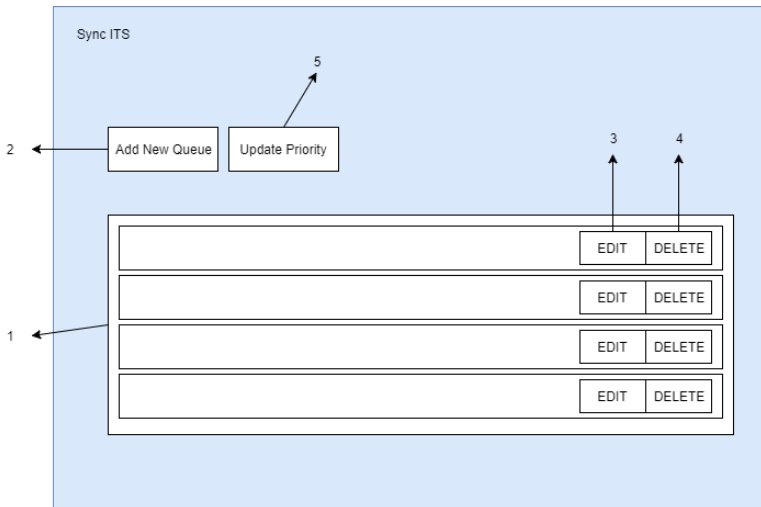 Sync ITS
5
2
Add New Queue
Update Priority
3
4
EDIT
DELETE
EDIT
DELETE
1
EDIT
DELETE
EDIT
DELETE